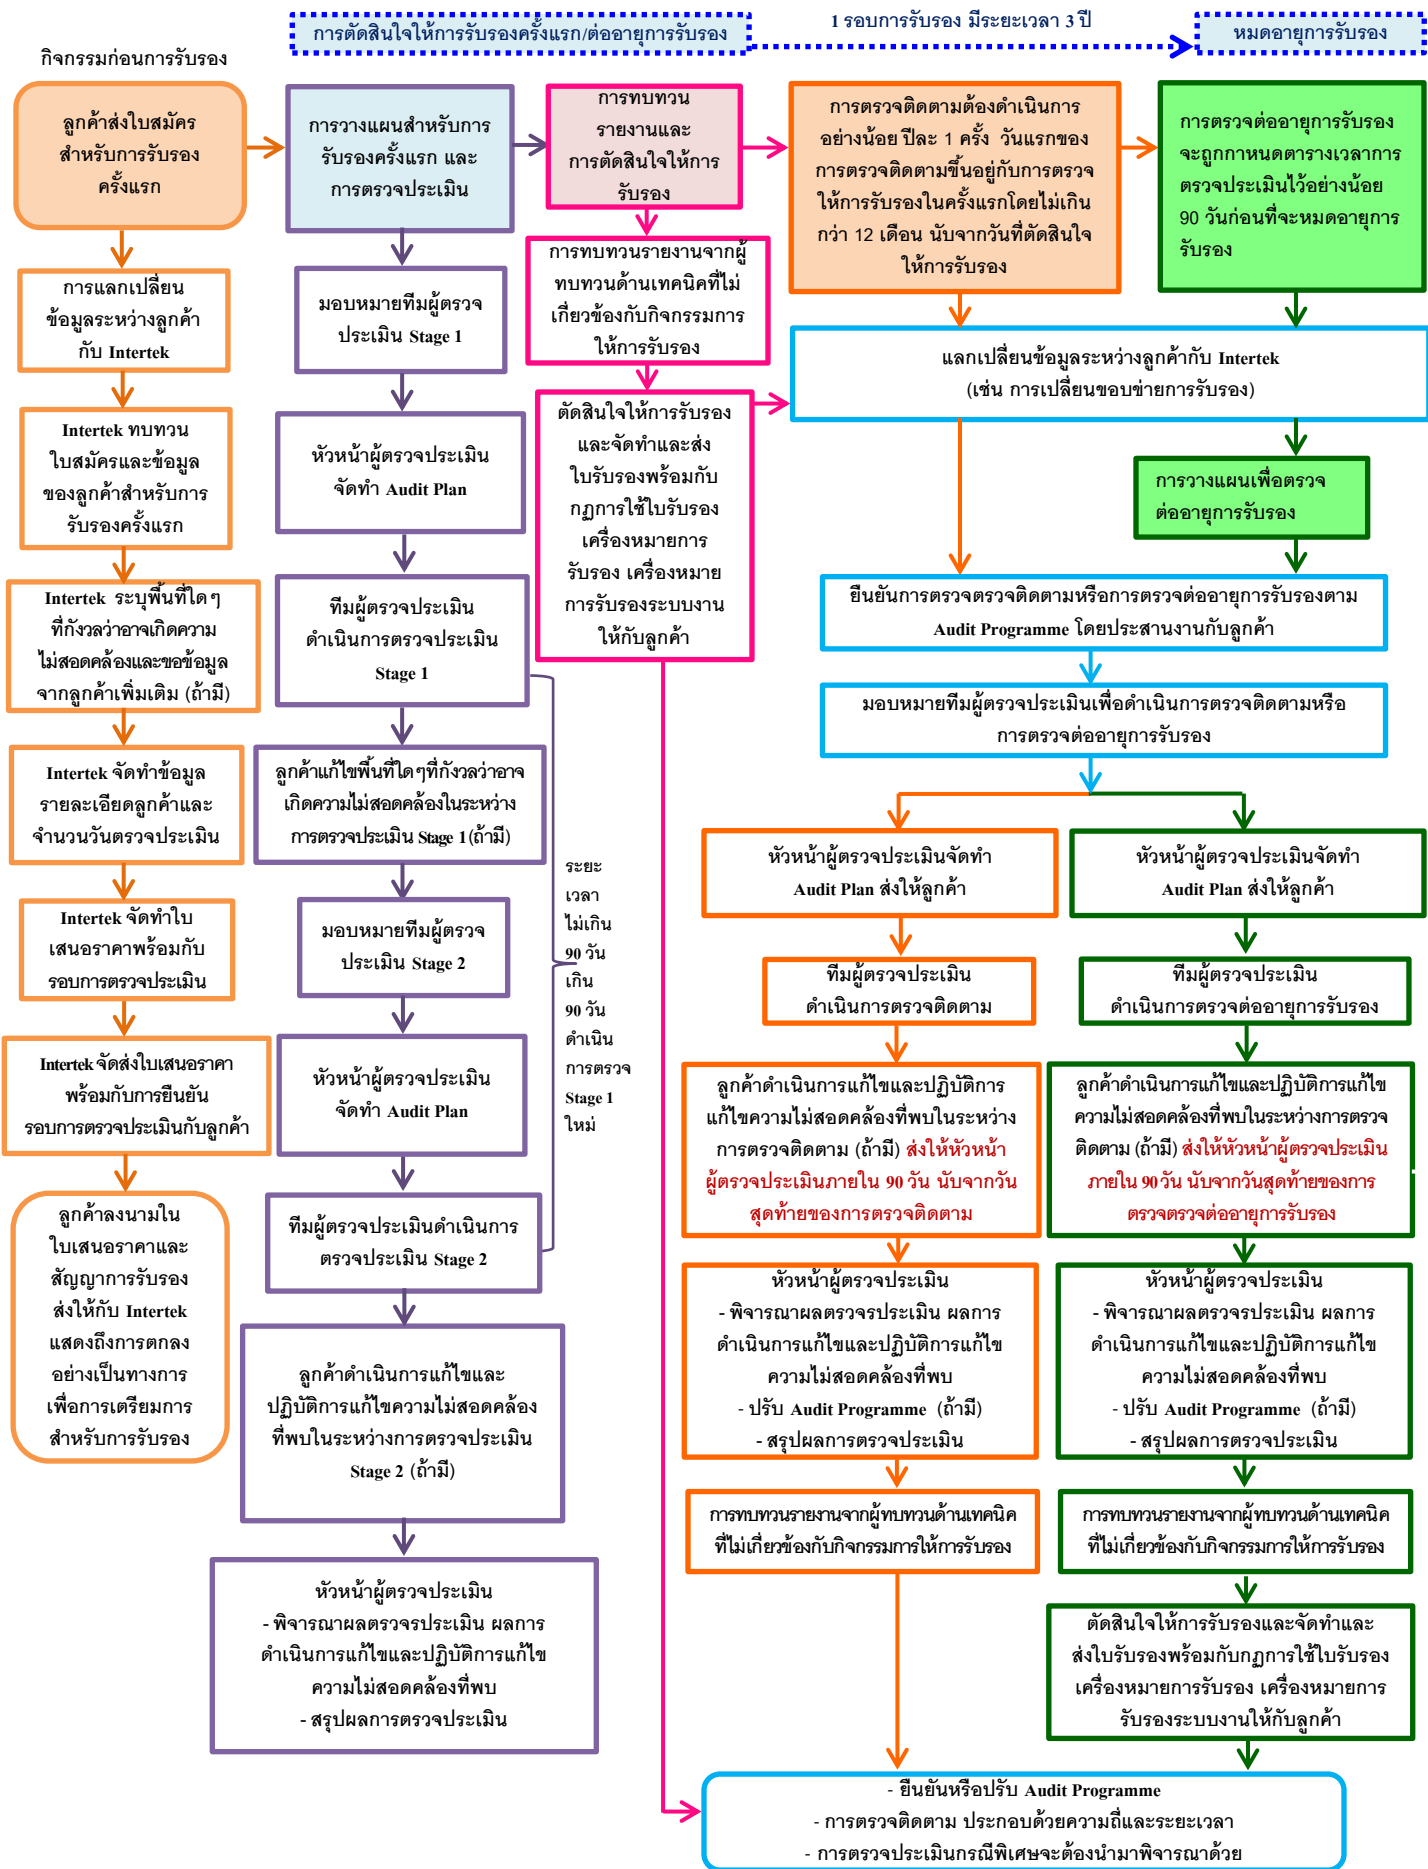 การตัดสินใจให้การรับรองครั้งแรก/ต่ออายุการรับรอง
1 รอบการรับรอง มีระยะเวลา 3 ปี
หมดอายุการรับรอง
กิจกรรมก่อนการรับรอง
ลูกค้าส่งใบสมัคร
สำหรับการรับรอง
ครั้งแรก
การแลกเปลี่ยน
ข้อมูลระหว่างลูกค้า
กับ Intertek
Intertek ทบทวน
ใบสมัครและข้อมูล
ของลูกค้าสำหรับการ
รับรองครั้งแรก
Intertek ระบุพื้นที่ใดๆ
ที่กังวลว่าอาจเกิดความ
ไม่สอดคล้องและขอข้อมูล
จากลูกค้าเพิ่มเติม (ถ้ามี)
Intertek จัดทำข้อมูล
รายละเอียดลูกค้าและ
จำนวนวันตรวจประเมิน
Intertek จัดทำใบ
เสนอราคาพร้อมกับ
รอบการตรวจประเมิน
Intertek จัดส่งใบเสนอราคา
พร้อมกับการยืนยัน
รอบการตรวจประเมินกับลูกค้า
ลูกค้าลงนามใน
ใบเสนอราคาและ
สัญญาการรับรอง
ส่งให้กับ Intertek
แสดงถึงการตกลง
อย่างเป็นทางการ
เพื่อการเตรียมการ
สำหรับการรับรอง
การวางแผนสำหรับการ
รับรองครั้งแรก และ
การตรวจประเมิน
มอบหมายทีมผู้ตรวจ
ประเมิน Stage 1
หัวหน้าผู้ตรวจประเมิน
จัดทำ Audit Plan
ทีมผู้ตรวจประเมิน
ดำเนินการตรวจประเมิน
Stage 1
ลูกค้าแก้ไขพื้นที่ใดๆที่กังวลว่าอาจ
เกิดความไม่สอดคล้องในระหว่าง
การตรวจประเมิน Stage 1 (ถ้ามี)
มอบหมายทีมผู้ตรวจ
ประเมิน Stage 2
หัวหน้าผู้ตรวจประเมิน
จัดทำ Audit Plan
ทีมผู้ตรวจประเมินดำเนินการ
ตรวจประเมิน Stage 2
ลูกค้าดำเนินการแก้ไขและ
ปฏิบัติการแก้ไขความไม่สอดคล้อง
ที่พบในระหว่างการตรวจประเมิน
Stage 2 (ถ้ามี)
หัวหน้าผู้ตรวจประเมิน
- พิจารณาผลตรวจรประเมิน ผลการ
ดำเนินการแก้ไขและปฏิบัติการแก้ไข
ความไม่สอดคล้องที่พบ
- สรุปผลการตรวจประเมิน
ระยะ
เวลา
ไม่เกิน
90 วัน
เกิน
90 วัน
ดำเนิน
การตรวจ
Stage 1
ใหม่
การทบทวน
รายงานและ
การตัดสินใจให้การ
รับรอง
การทบทวนรายงานจากผู้
ทบทวนด้านเทคนิคที่ไม่
เกี่ยวข้องกับกิจกรรมการ
ให้การรับรอง
ตัดสินใจให้การรับรอง
และจัดทำและส่ง
ใบรับรองพร้อมกับ
กฏการใช้ใบรับรอง
เครื่องหมายการ
รับรอง เครื่องหมาย
การรับรองระบบงาน
ให้กับลูกค้า
การตรวจติดตามต้องดำเนินการ
อย่างน้อย ปีละ 1 ครั้ง วันแรกของ
การตรวจติดตามขึ้นอยู่กับการตรวจ
ให้การรับรองในครั้งแรกโดยไม่เกิน
กว่า 12 เดือน นับจากวันที่ตัดสินใจ
ให้การรับรอง
การตรวจต่ออายุการรับรอง
จะถูกกาหนดตารางเวลาการ
ตรวจประเมินไว้อย่างน้อย
90 วันก่อนที่จะหมดอายุการ
รับรอง
แลกเปลี่ยนข้อมูลระหว่างลูกค้ากับ Intertek
(เช่น การเปลี่ยนขอบข่ายการรับรอง)
การวางแผนเพื่อตรวจ
ต่ออายุการรับรอง
ยืนยันการตรวจตรวจติดตามหรือการตรวจต่ออายุการรับรองตาม
Audit Programme โดยประสานงานกับลูกค้า
มอบหมายทีมผู้ตรวจประเมินเพื่อดำเนินการตรวจติดตามหรือ
การตรวจต่ออายุการรับรอง
หัวหน้าผู้ตรวจประเมินจัดทำ
Audit Plan ส่งให้ลูกค้า
ทีมผู้ตรวจประเมิน
ดำเนินการตรวจติดตาม
ลูกค้าดำเนินการแก้ไขและปฏิบัติการ
แก้ไขความไม่สอดคล้องที่พบในระหว่าง
การตรวจติดตาม (ถ้ามี) ส่งให้หัวหน้า
ผู้ตรวจประเมินภายใน 90 วัน นับจากวัน
สุดท้ายของการตรวจติดตาม
หัวหน้าผู้ตรวจประเมิน
- พิจารณาผลตรวจรประเมิน ผลการ
ดำเนินการแก้ไขและปฏิบัติการแก้ไข
ความไม่สอดคล้องที่พบ
- ปรับ Audit Programme (ถ้ามี)
- สรุปผลการตรวจประเมิน
การทบทวนรายงานจากผู้ทบทวนด้านเทคนิค
ที่ไม่เกี่ยวข้องกับกิจกรรมการให้การรับรอง
หัวหน้าผู้ตรวจประเมินจัดทำ
Audit Plan ส่งให้ลูกค้า
ทีมผู้ตรวจประเมิน
ดำเนินการตรวจต่ออายุการรับรอง
ลูกค้าดำเนินการแก้ไขและปฏิบัติการแก้ไข
ความไม่สอดคล้องที่พบในระหว่างการตรวจ
ติดตาม (ถ้ามี) ส่งให้หัวหน้าผู้ตรวจประเมิน
ภายใน 90 วัน นับจากวันสุดท้ายของการ
ตรวจตรวจต่ออายุการรับรอง
หัวหน้าผู้ตรวจประเมิน
- พิจารณาผลตรวจรประเมิน ผลการ
ดำเนินการแก้ไขและปฏิบัติการแก้ไข
ความไม่สอดคล้องที่พบ
- ปรับ Audit Programme (ถ้ามี)
- สรุปผลการตรวจประเมิน
การทบทวนรายงานจากผู้ทบทวนด้านเทคนิค
ที่ไม่เกี่ยวข้องกับกิจกรรมการให้การรับรอง
ตัดสินใจให้การรับรองและจัดทำและ
ส่งใบรับรองพร้อมกับกฏการใช้ใบรับรอง
เครื่องหมายการรับรอง เครื่องหมายการ
รับรองระบบงานให้กับลูกค้า
- ยืนยันหรือปรับ Audit Programme
- การตรวจติดตาม ประกอบด้วยความถี่และระยะเวลา
- การตรวจประเมินกรณีพิเศษจะต้องนำมาพิจารณาด้วย